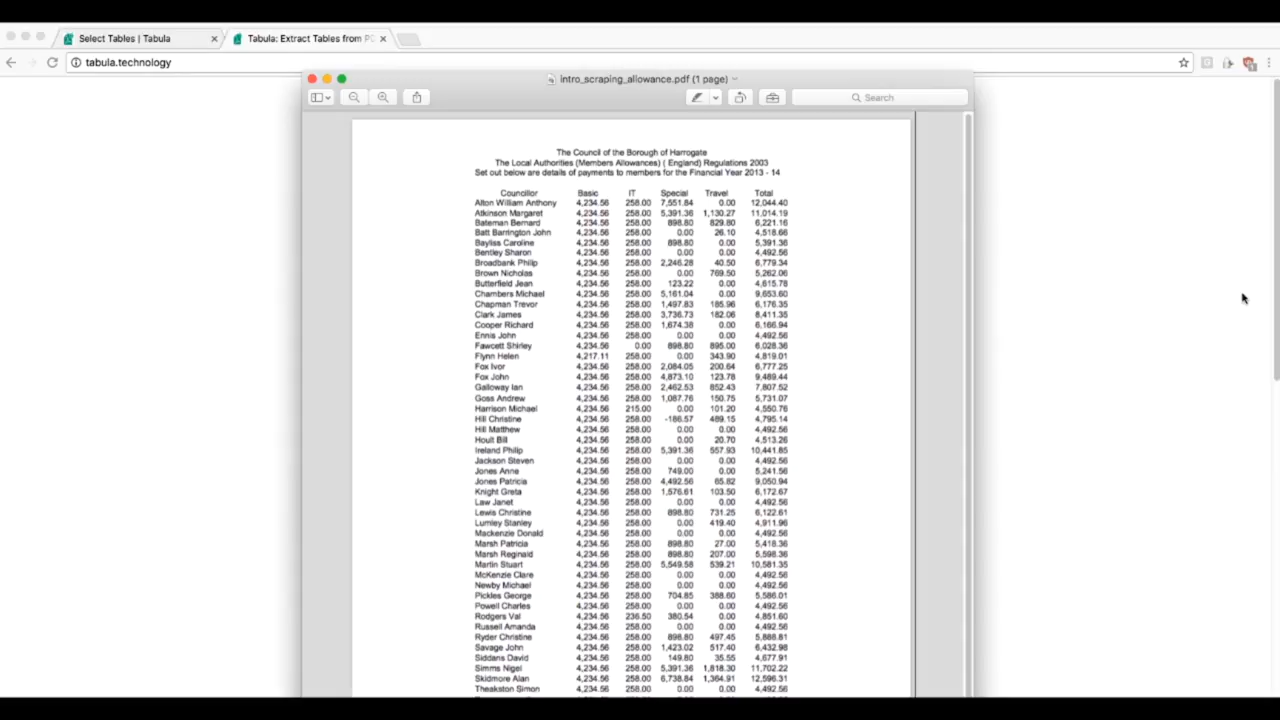 Select Tables | Tabula
Tabula: Extract Tables from P
tabula.technology
intro_scraping_allowance.pdf (1 page)
Search
The Council of the Borough of Harrogate
The Local Authorities (Members Allowances) ( England) Regulations 2003
Set out below are details of payments to members for the Financial Year 2013 - 14
Councillor Basic IT Special Travel Total
Alton William Anthony 4,234.56 258.00 7,551.84 0.00 12,044.40
Atkinson Margaret 4,234.56 258.00 5,391.36 1,130.27 11,014.19
Bateman Bernard 4,234.56 258.00 898.80 829.80 6,221.16
Batt Barrington John 4,234.56 258.00 0.00 26.10 4,518.66
Bayliss Caroline 4,234.56 258.00 898.80 0.00 5,391.36
Bentley Sharon 4,234.56 258.00 0.00 0.00 4,492.56
Broadbank Philip 4,234.56 258.00 2,246.28 40.50 6,779.34
Brown Nicholas 4,234.56 258.00 0.00 769.50 5,262.06
Butterfield Jean 4,234.56 258.00 123.22 0.00 4,615.78
Chambers Michael 4,234.56 258.00 5,161.04 0.00 9,653.60
Chapman Trevor 4,234.56 258.00 1,497.83 185.96 6,176.35
Clark James 4,234.56 258.00 3,736.73 182.06 8,411.35
Cooper Richard 4,234.56 258.00 1,674.38 0.00 6,166.94
Ennis John 4,234.56 258.00 0.00 0.00 4,492.56
Fawcett Shirley 4,234.56 0.00 898.80 895.00 6,028.36
Flynn Helen 4,217.11 258.00 0.00 343.90 4,819.01
Fox Ivor 4,234.56 258.00 2,084.05 200.64 6,777.25
Fox John 4,234.56 258.00 4,873.10 123.78 9,489.44
Galloway Ian 4,234.56 258.00 2,462.53 852.43 7,807.52
Goss Andrew 4,234.56 258.00 1,087.76 150.75 5,731.07
Harrison Michael 4,234.56 215.00 0.00 101.20 4,550.76
Hill Christine 4,234.56 258.00 -186.57 489.15 4,795.14
Hill Matthew 4,234.56 258.00 0.00 0.00 4,492.56
Hoult Bill 4,234.56 258.00 0.00 20.70 4,513.26
Ireland Philip 4,234.56 258.00 5,391.36 557.93 10,441.85
Jackson Steven 4,234.56 258.00 0.00 0.00 4,492.56
Jones Anne 4,234.56 258.00 749.00 0.00 5,241.56
Jones Patricia 4,234.56 258.00 4,492.56 65.82 9,050.94
Knight Greta 4,234.56 258.00 1,576.61 103.50 6,172.67
Law Janet 4,234.56 258.00 0.00 0.00 4,492.56
Lewis Christine 4,234.56 258.00 898.80 731.25 6,122.61
Lumley Stanley 4,234.56 258.00 0.00 419.40 4,911.96
Mackenzie Donald 4,234.56 258.00 0.00 0.00 4,492.56
Marsh Patricia 4,234.56 258.00 898.80 27.00 5,418.36
Marsh Reginald 4,234.56 258.00 898.80 207.00 5,598.36
Martin Stuart 4,234.56 258.00 5,549.58 539.21 10,581.35
McKenzie Clare 4,234.56 258.00 0.00 0.00 4,492.56
Newby Michael 4,234.56 258.00 0.00 0.00 4,492.56
Pickles George 4,234.56 258.00 704.85 388.60 5,586.01
Powell Charles 4,234.56 258.00 0.00 0.00 4,492.56
Rodgers Val 4,234.56 236.50 380.54 0.00 4,851.60
Russell Amanda 4,234.56 258.00 0.00 0.00 4,492.56
Ryder Christine 4,234.56 258.00 898.80 497.45 5,888.81
Savage John 4,234.56 258.00 1,423.02 517.40 6,432.98
Siddans David 4,234.56 258.00 149.80 35.55 4,677.91
Simms Nigel 4,234.56 258.00 5,391.36 1,818.30 11,702.22
Skidmore Alan 4,234.56 258.00 6,738.84 1,364.91 12,596.31
Theakston Simon 4,234.56 258.00 0.00 0.00 4,492.56